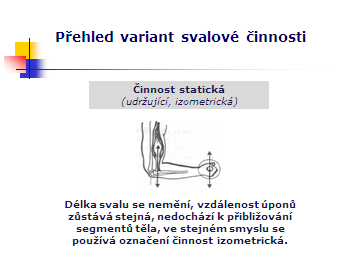 Přehled variant svalové činnosti
Činnost statická
(udržující, izometrická)
Délka svalu se nemění, vzdálenost úponů
zůstává stejná, nedochází k přibližování
segmentů těla, ve stejném smyslu se
používá označení činnost izometrická.